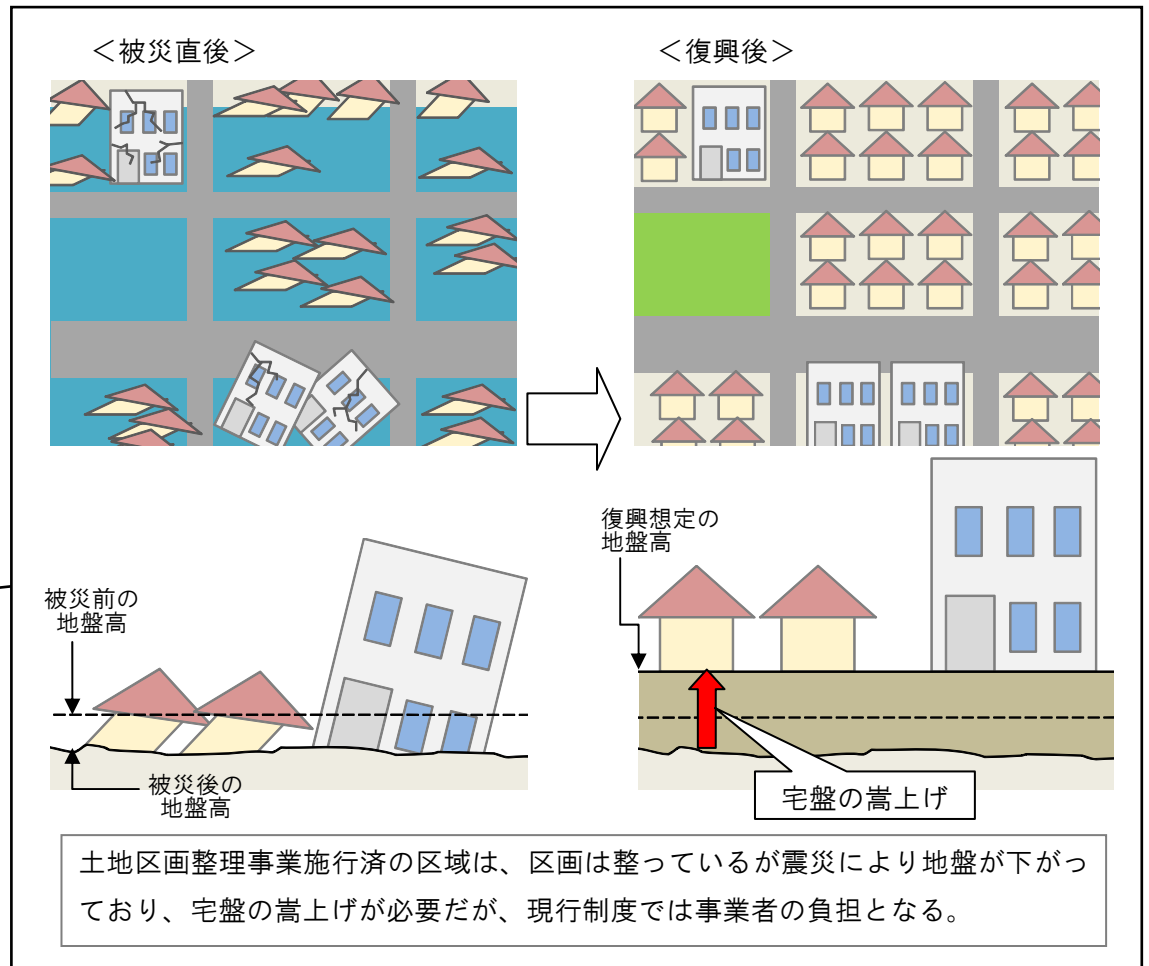 ＜被災直後＞
＜復興後＞
復興想定の
地盤高
被災前の
地盤高
被災後の
地盤高
宅盤の嵩上げ
土地区画整理事業施行済の区域は、区画は整っているが震災により地盤が下がっ
ており、宅盤の嵩上げが必要だが、現行制度では事業者の負担となる。